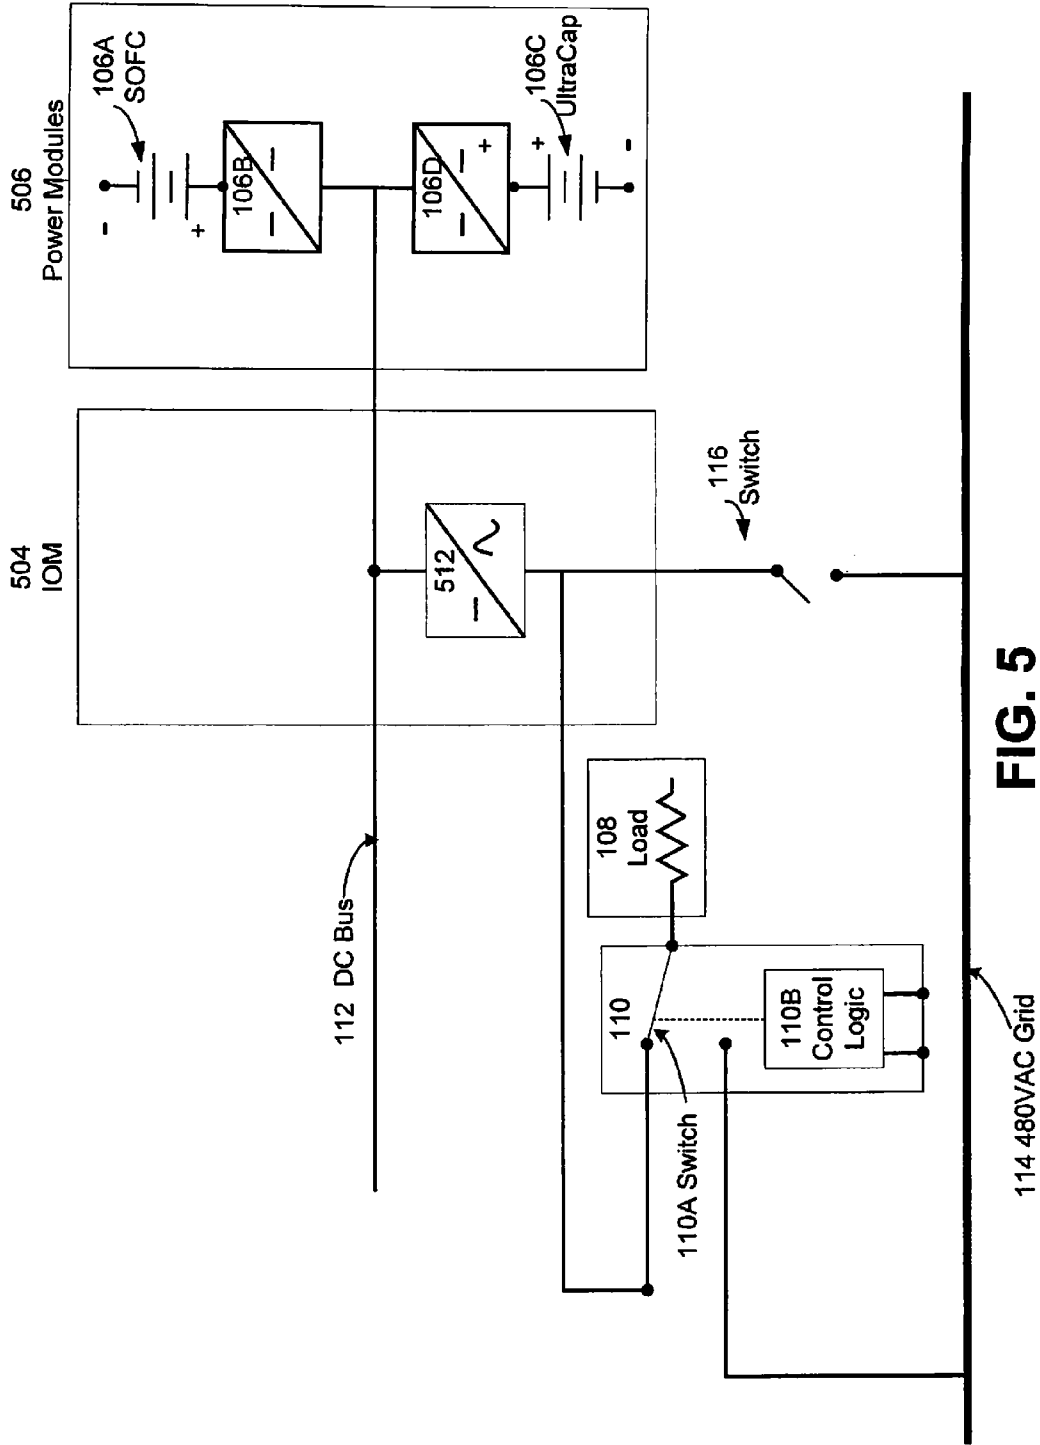 506
Power Modules
106A
SOFC
-
+
106B
106D
+
+
-
106C
UltraCap
504
IOM
512
116
Switch
112 DC Bus
108
Load
110
110A Switch
110B
Control
Logic
114 480VAC Grid
FIG. 5